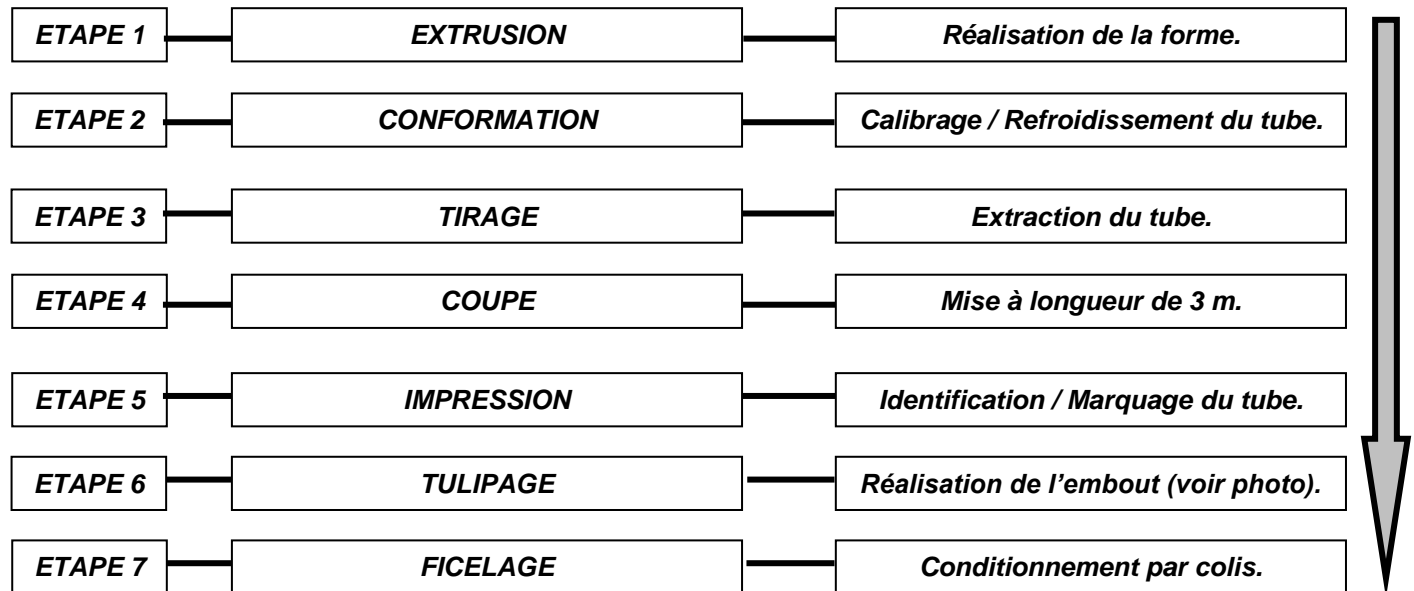 ETAPE 1 EXTRUSION Réalisation de la forme.
ETAPE 2 CONFORMATION Calibrage / Refroidissement du tube.
ETAPE 3 TIRAGE Extraction du tube.
ETAPE 4 COUPE Mise à longueur de 3 m.
ETAPE 5 IMPRESSION Identification / Marquage du tube.
ETAPE 6 TULIPAGE Réalisation de l’embout (voir photo).
ETAPE 7 FICELAGE Conditionnement par colis.